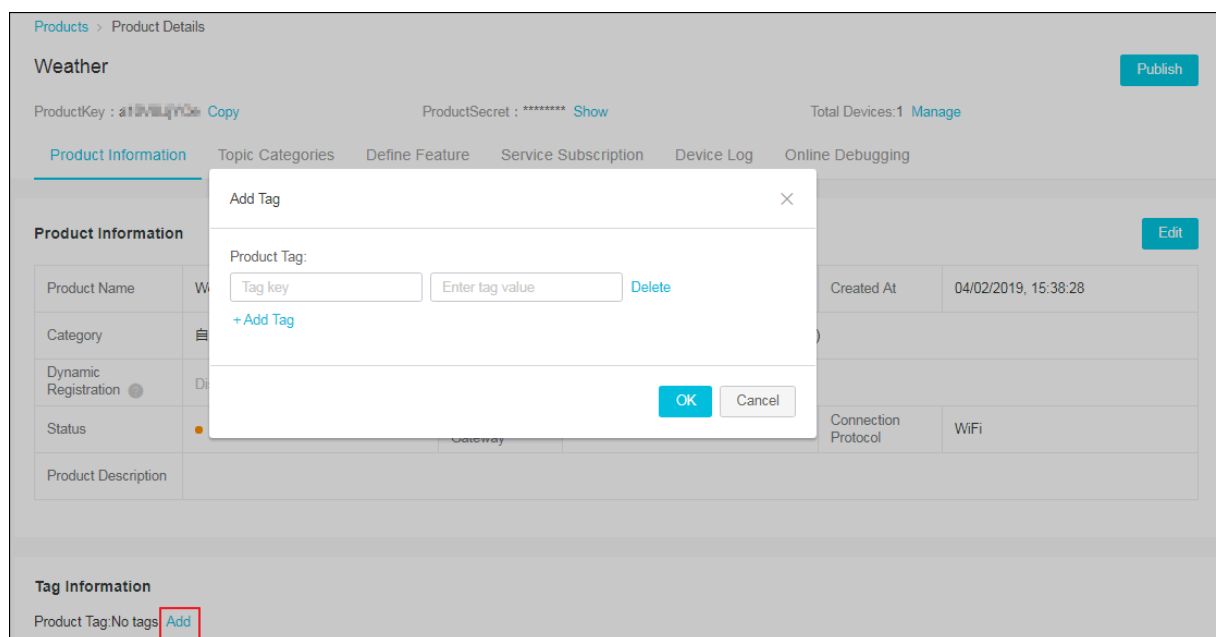 Products > Product Details
Weather
Publish
ProductKey : Copy
ProductSecret : ******** Show
Total Devices:1 Manage
Product Information
Topic Categories
Define Feature
Service Subscription
Device Log
Online Debugging
Add Tag
Product Information
Edit
Product Tag:
Tag key
Enter tag value
Delete
+ Add Tag
Product Name
Created At
04/02/2019, 15:38:28
Category
自
)
Dynamic
Registration
OK
Cancel
Status
Gateway
Connection
Protocol
WiFi
Product Description
Tag Information
Product Tag:No tags Add